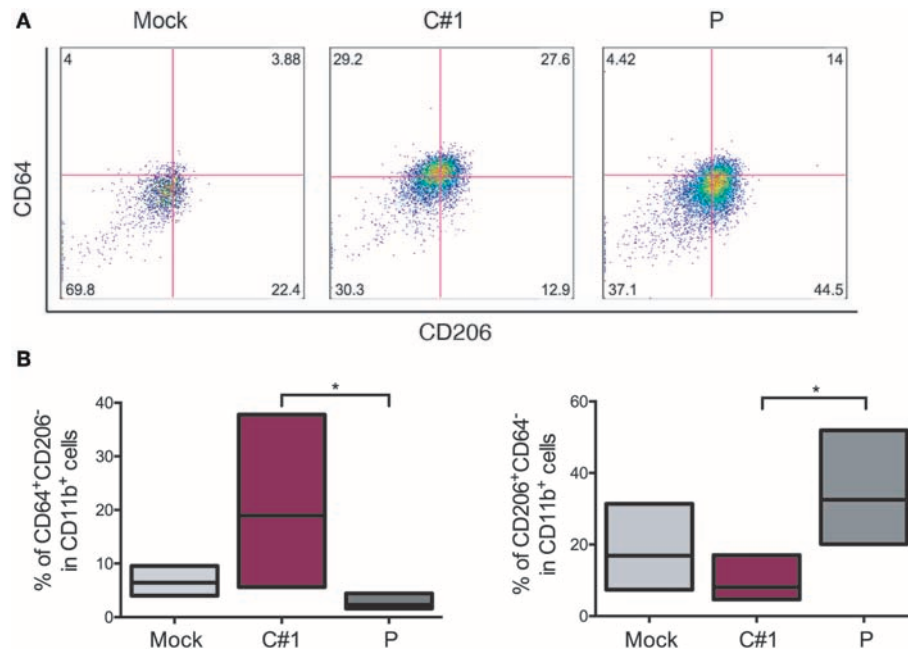 A
Mock
C#1
P
4
3.88
29.2
27.6
4.42
14
CD64
69.8
22.4
30.3
12.9
37.1
44.5
CD206
B
% of CD64+CD206-
in CD11b+ cells
40
30
20
10
0
*
Mock
C#1
P
% of CD206+CD64-
in CD11b+ cells
60
40
20
0
*
Mock
C#1
P